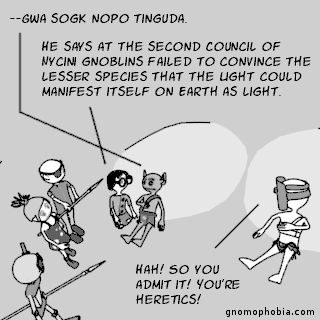 --GWA SOGK NOPO TINGUDA.
HE SAYS AT THE SECOND COUNCIL OF
NYCINI GNOBLINS FAILED TO CONVINCE THE
LESSER SPECIES THAT THE LIGHT COULD
MANIFEST ITSELF ON EARTH AS LIGHT.
HAH! SO YOU
ADMIT IT! YOU'RE
HERETICS!
gnomophobia.com